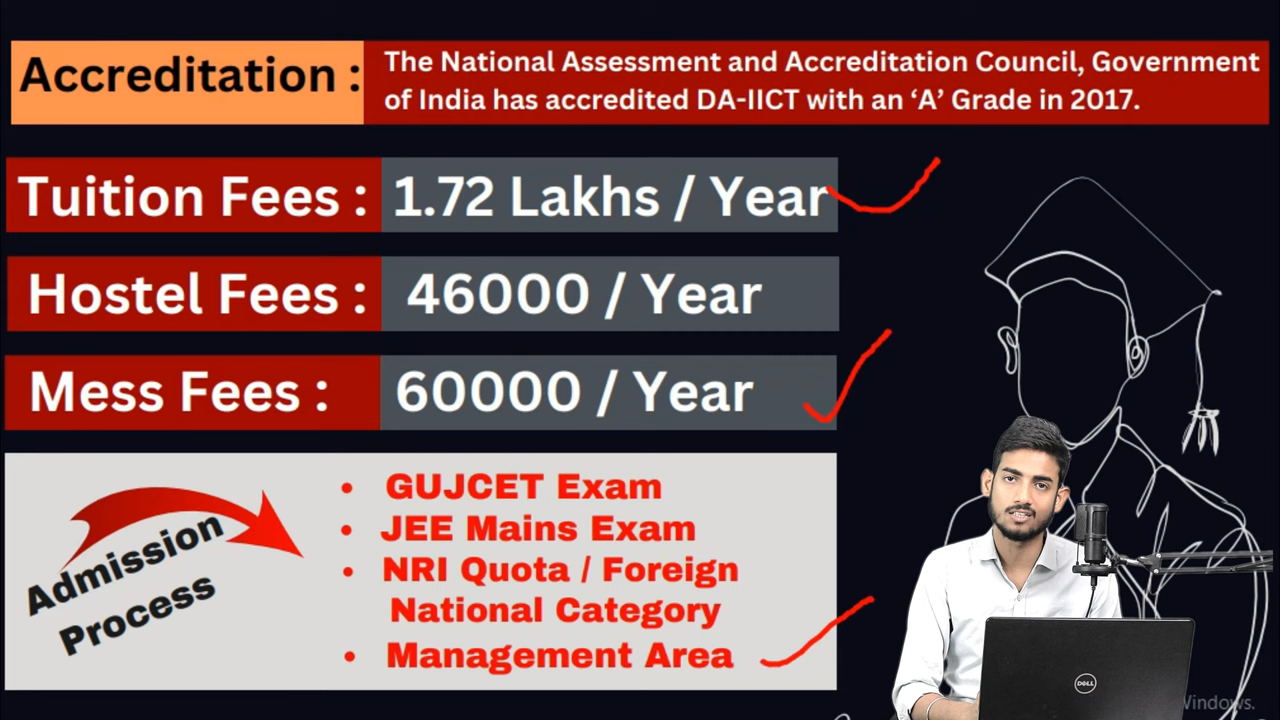 Accreditation :
The National Assessment and Accreditation Council, Government
of India has accredited DA-IICT with an ‘A’ Grade in 2017.
Tuition Fees : 1.72 Lakhs / Year
Hostel Fees : 46000 / Year
Mess Fees : 60000 / Year
Admission
Process
• GUJCET Exam
• JEE Mains Exam
• NRI Quota / Foreign
National Category
• Management Area
DELL
Windows.